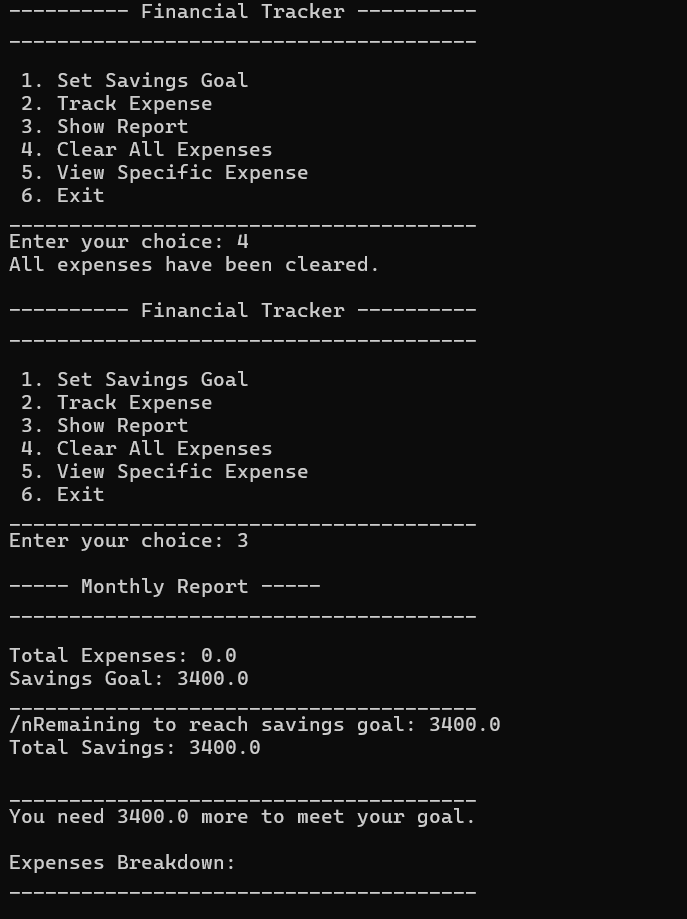 ---------- Financial Tracker ----------
_______________________________________
1. Set Savings Goal
2. Track Expense
3. Show Report
4. Clear All Expenses
5. View Specific Expense
6. Exit
_______________________________________
Enter your choice: 4
All expenses have been cleared.
---------- Financial Tracker ----------
_______________________________________
1. Set Savings Goal
2. Track Expense
3. Show Report
4. Clear All Expenses
5. View Specific Expense
6. Exit
_______________________________________
Enter your choice: 3
----- Monthly Report -----
_______________________________________
Total Expenses: 0.0
Savings Goal: 3400.0
_______________________________________
/nRemaining to reach savings goal: 3400.0
Total Savings: 3400.0
_______________________________________
You need 3400.0 more to meet your goal.
Expenses Breakdown:
_______________________________________